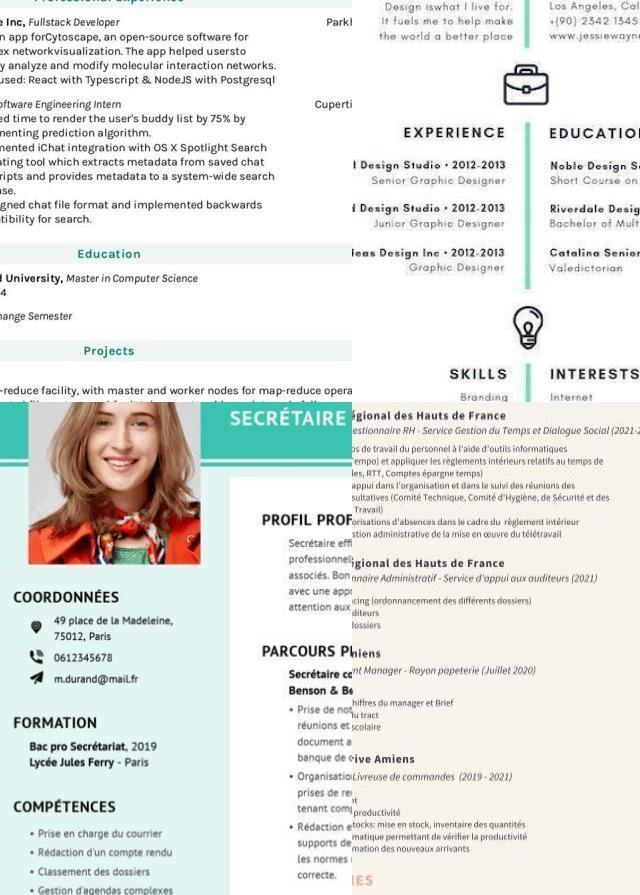 Professional Experience
Inc, Fullstack Developer
n app forCytoscape, an open-source software for
ex networkvisualization. The app helped usersto
y analyze and modify molecular interaction networks.
used: React with Typescript & NodeJS with Postgresql
oftware Engineering Intern
Cuperti
ed time to render the user's buddy list by 75% by
menting prediction algorithm.
mented iChat integration with OS X Spotlight Search
ating tool which extracts metadata from saved chat
ripts and provides metadata to a system-wide search
ase.
gned chat file format and implemented backwards
tibility for search.
Education
d University, Master in Computer Science
4
hange Semester
Projects
-reduce facility, with master and worker nodes for map-reduce opera
Design iswhat I live for.
It fuels me to help make
the world a better place
Los Angeles, Cal
+(90) 2342 1345
www.jessiewayne
EXPERIENCE
l Design Studio • 2012-2013
Senior Graphic Designer
d Design Studio • 2012-2013
Junior Graphic Designer
deas Design Inc • 2012-2013
Graphic Designer
EDUCATION
Noble Design Sc
Short Course on
Riverdale Desig
Bachelor of Mult
Catalina Senior
Valedictorian
SKILLS
Branding
INTERESTS
Internet
SECRÉTAIRE
COORDONNÉES
49 place de la Madeleine,
75012, Paris
0612345678
m.durand@mail.fr
FORMATION
Bac pro Secrétariat, 2019
Lycée Jules Ferry - Paris
COMPÉTENCES
• Prise en charge du courrier
• Rédaction d'un compte rendu
• Classement des dossiers
• Gestion d'agendas complexes
PROFIL PROF
Secrétaire effi
professionnel
associés. Bon
avec une appr
attention aux
PARCOURS P
Secrétaire co
Benson & Be
• Prise de not
réunions et
document a
banque de d
• Organisatio
prises de re
tenant comp
• Rédaction e
supports de
les normes
correcte.
égional des Hauts de France
estionnaire RH - Service Gestion du Temps et Dialogue Social (2021-2
ps de travail du personnel à l'aide d'outils informatiques
Tempo) et appliquer les règlements intérieurs relatifs au temps de
les, RTT, Comptes épargne temps)
appui dans l'organisation et dans le suivi des réunions des
sultatives (Comité Technique, Comité d'Hygiène, de Sécurité et des
Travail)
orisations d'absences dans le cadre du règlement intérieur
stion administrative de la mise en œuvre du télétravail
égional des Hauts de France
nnaire Administratif - Service d'appui aux auditeurs (2021)
cing (ordonnancement des différents dossiers)
diteurs
dossiers
miens
nt Manager - Rayon papeterie (Juillet 2020)
hiffres du manager et Brief
du tract
scolaire
ive Amiens
Livreuse de commandes (2019 - 2021)
t
productivité
tocks: mise en stock, inventaire des quantités
matique permettant de vérifier la productivité
mation des nouveaux arrivants
IES